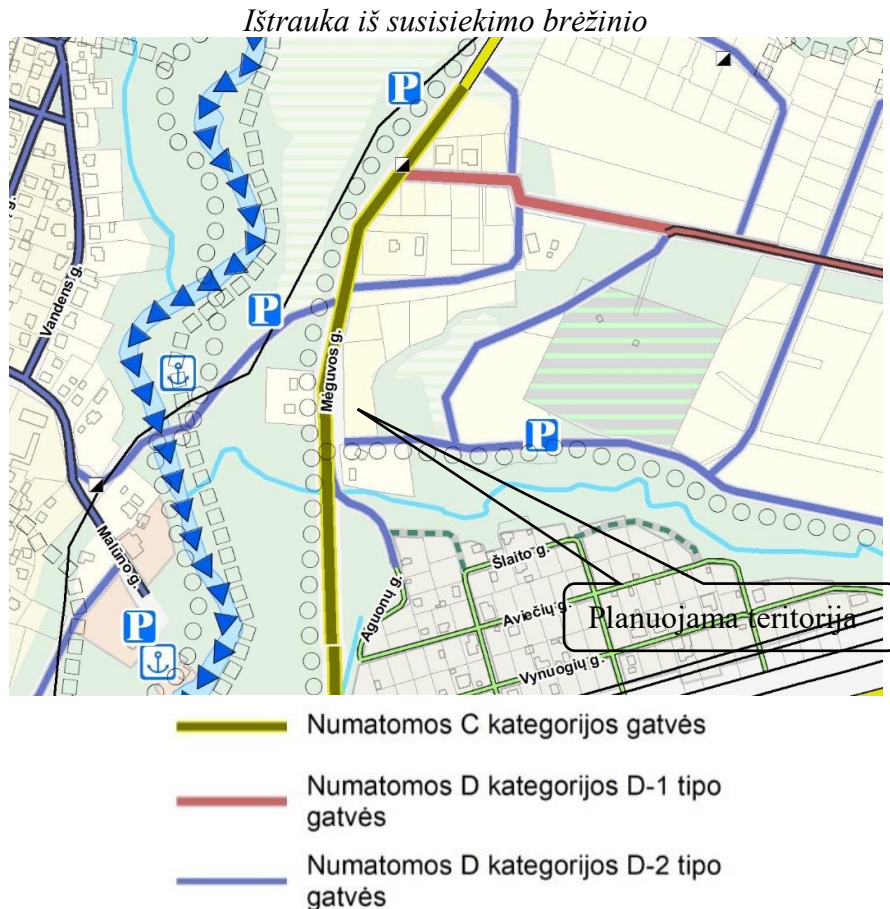 Ištrauka iš susisiekimo brėžinio
P
P
Vandens g.
Mėguvos g.
P
Malūno g.
P
Aguonų g.
Šlaito g.
Aviečių g.
Vynuogių g.
Planuojama teritorija
Numatomos C kategorijos gatvės
Numatomos D kategorijos D-1 tipo
gatvės
Numatomos D kategorijos D-2 tipo
gatvės